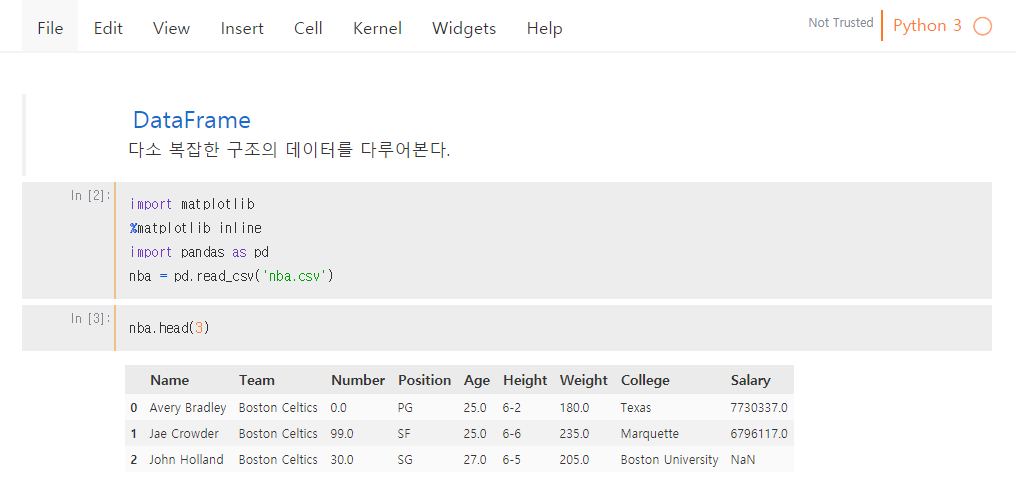 File Edit View Insert Cell Kernel Widgets Help Not Trusted Python 3
DataFrame
다소 복잡한 구조의 데이터를 다루어본다.
In [2]:
import matplotlib
%matplotlib inline
import pandas as pd
nba = pd.read_csv('nba.csv')
In [3]:
nba.head(3)
Name Team Number Position Age Height Weight College Salary
0 Avery Bradley Boston Celtics 0.0 PG 25.0 6-2 180.0 Texas 7730337.0
1 Jae Crowder Boston Celtics 99.0 SF 25.0 6-6 235.0 Marquette 6796117.0
2 John Holland Boston Celtics 30.0 SG 27.0 6-5 205.0 Boston University NaN